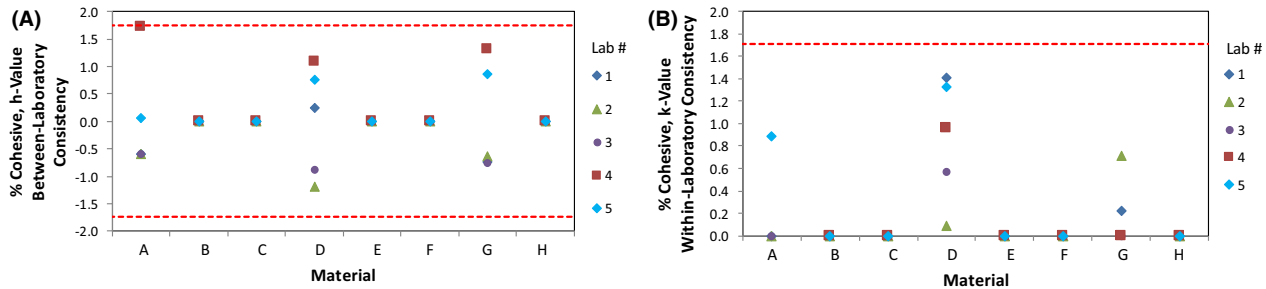 (A)
% Cohesive, h-Value
Between-Laboratory
Consistency
2.0
1.5
1.0
0.5
0.0
-0.5
-1.0
-1.5
-2.0
A B C D E F G H
Material
Lab #
1
2
3
4
5
(B)
% Cohesive, k-Value
Within-Laboratory Consistency
2.0
1.8
1.6
1.4
1.2
1.0
0.8
0.6
0.4
0.2
0.0
A B C D E F G H
Material
Lab #
1
2
3
4
5